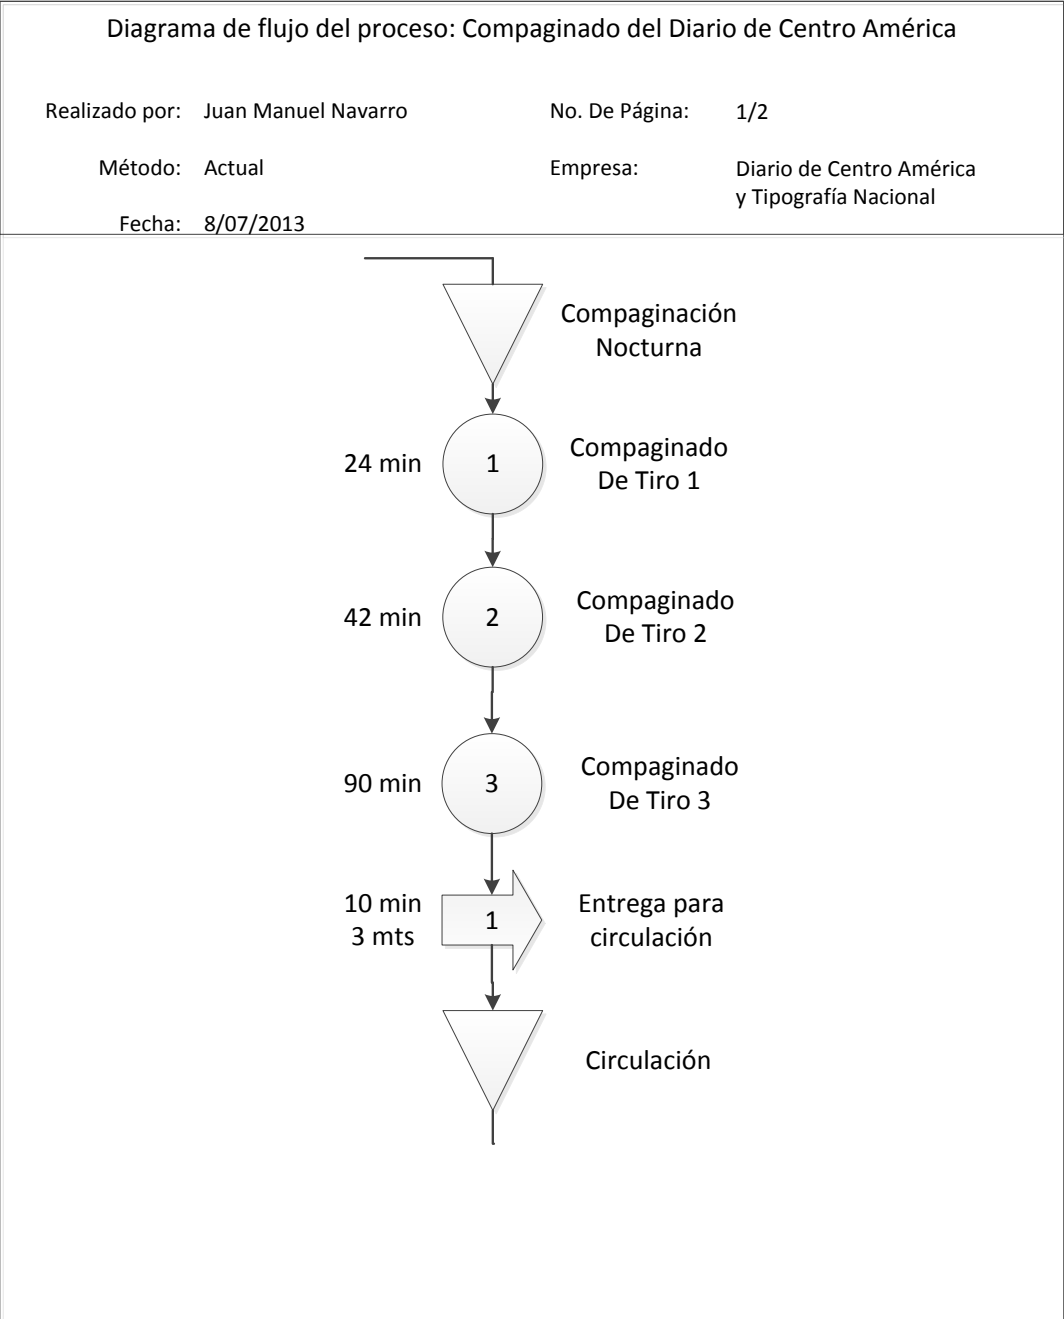 Diagrama de flujo del proceso: Compaginado del Diario de Centro América
Realizado por: Juan Manuel Navarro No. De Página: 1/2
Método: Actual Empresa: Diario de Centro América
y Tipografía Nacional
Fecha: 8/07/2013
Compaginación
Nocturna
24 min 1 Compaginado
De Tiro 1
42 min 2 Compaginado
De Tiro 2
90 min 3 Compaginado
De Tiro 3
10 min
3 mts
1
Entrega para
circulación
Circulación